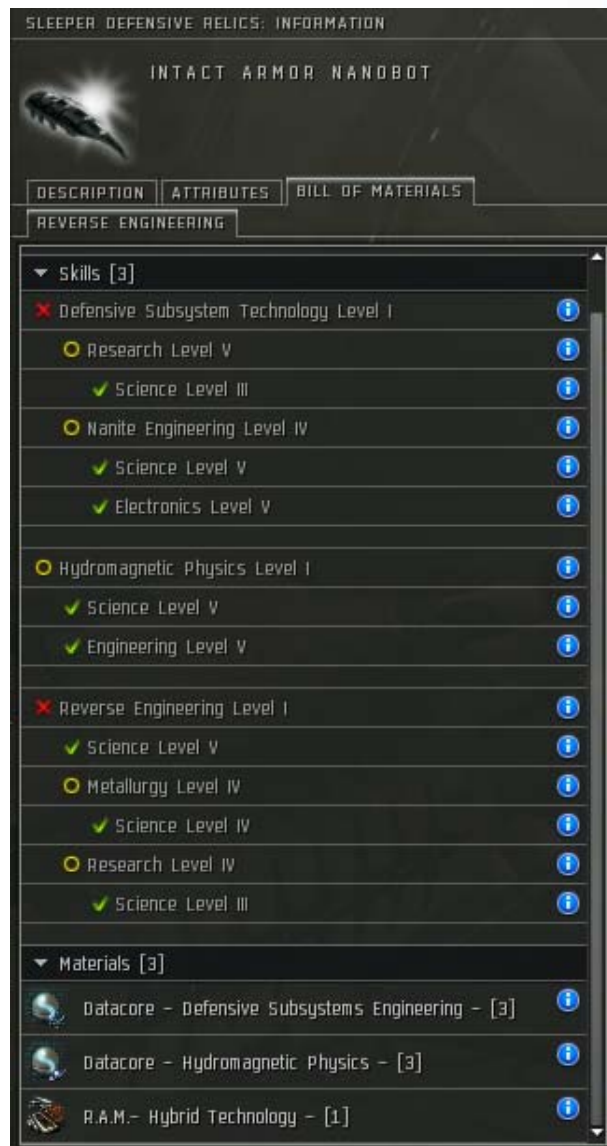 SLEEPER DEFENSIVE RELICS: INFORMATION
INTACT ARMOR NANOBOT
DESCRIPTION ATTRIBUTES BILL OF MATERIALS
REVERSE ENGINEERING
Skills [3]
Defensive Subsystem Technology Level I
Research Level V
Science Level III
Nanite Engineering Level IV
Science Level V
Electronics Level V
Hydromagnetic Physics Level I
Science Level V
Engineering Level V
Reverse Engineering Level I
Science Level V
Metallurgy Level IV
Science Level IV
Research Level IV
Science Level III
Materials [3]
Datacore - Defensive Subsystems Engineering - [3]
Datacore - Hydromagnetic Physics - [3]
R.A.M.- Hybrid Technology - [1]